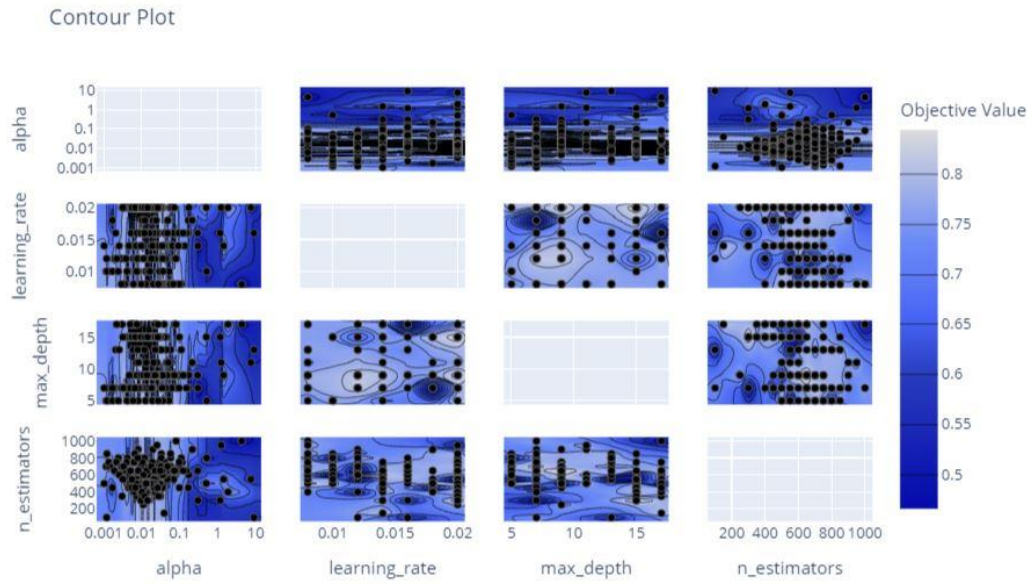 Contour Plot
Objective Value
alpha
10
1
0.1
0.01
0.001
0.8
0.75
0.7
0.65
0.6
0.55
0.5
learning_rate
0.02
0.015
0.01
max_depth
15
10
5
n_estimators
1000
800
600
400
200
0.001 0.01 0.1 1 10
0.01 0.015 0.02
5 10 15
200 400 600 800 1000
alpha learning_rate max_depth n_estimators